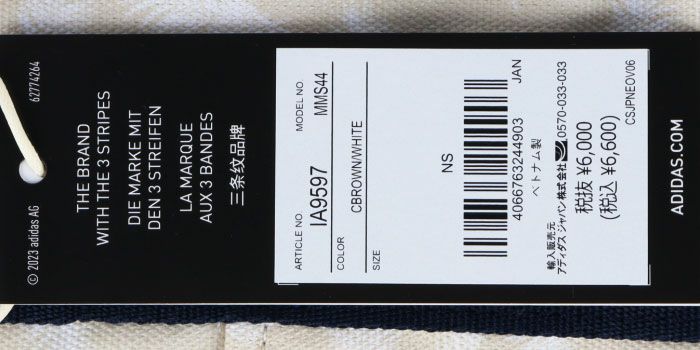 62774264
THE BRAND
WITH THE 3 STRIPES
DIE MARKE MIT
DEN 3 STREIFEN
LA MARQUE
AUX 3 BANDES
三条纹品牌
© 2023 adidas AG
ARTICLE NO.
IA9597
MODEL NO.
MMS44
COLOR
CBROWN/WHITE
SIZE
NS
JAN
4066763244903
ベトナム製
輸入販売元
アディダス ジャパン株式会社 0570-033-033
税抜 ¥6,000
(税込 ¥6,600)
CSJPNEOV06
ADIDAS.COM